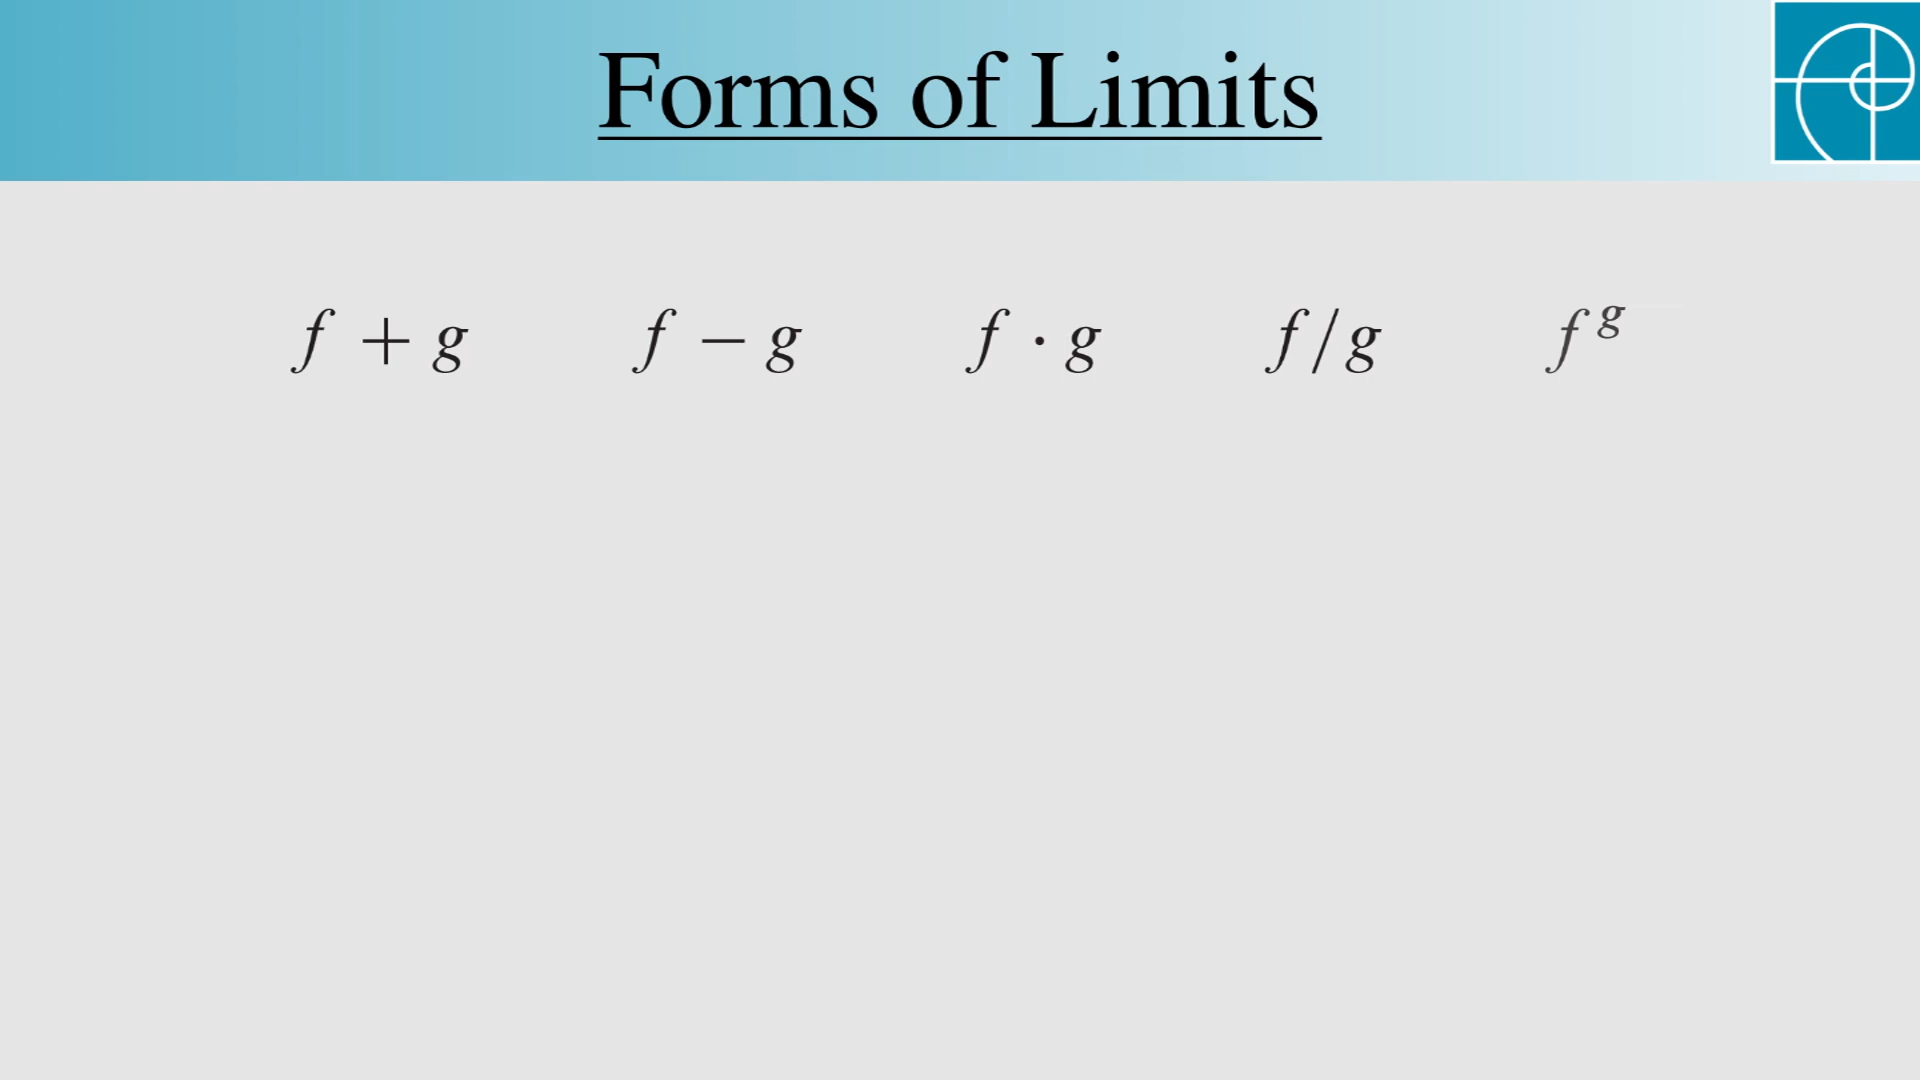 Forms of Limits
f + g f − g f · g f/g f^g